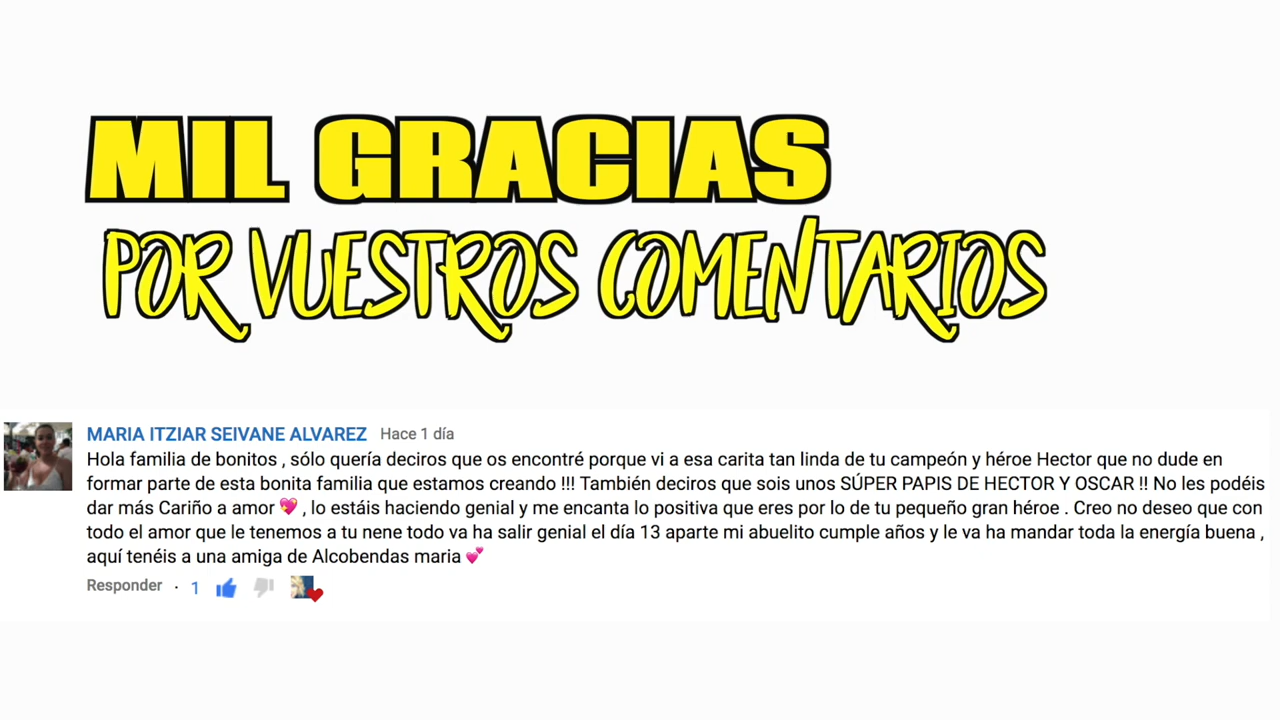 MIL GRACIAS
POR VUESTROS COMENTARIOS
MARIA ITZIAR SEIVANE ALVAREZ Hace 1 día
Hola familia de bonitos , sólo quería deciros que os encontré porque vi a esa carita tan linda de tu campeón y héroe Hector que no dude en
formar parte de esta bonita familia que estamos creando !!! También deciros que sois unos SÚPER PAPIS DE HECTOR Y OSCAR !! No les podéis
dar más Cariño a amor 💖 , lo estáis haciendo genial y me encanta lo positiva que eres por lo de tu pequeño gran héroe . Creo no deseo que con
todo el amor que le tenemos a tu nene todo va ha salir genial el día 13 aparte mi abuelito cumple años y le va ha mandar toda la energía buena ,
aquí tenéis a una amiga de Alcobendas maria 💕
Responder · 1